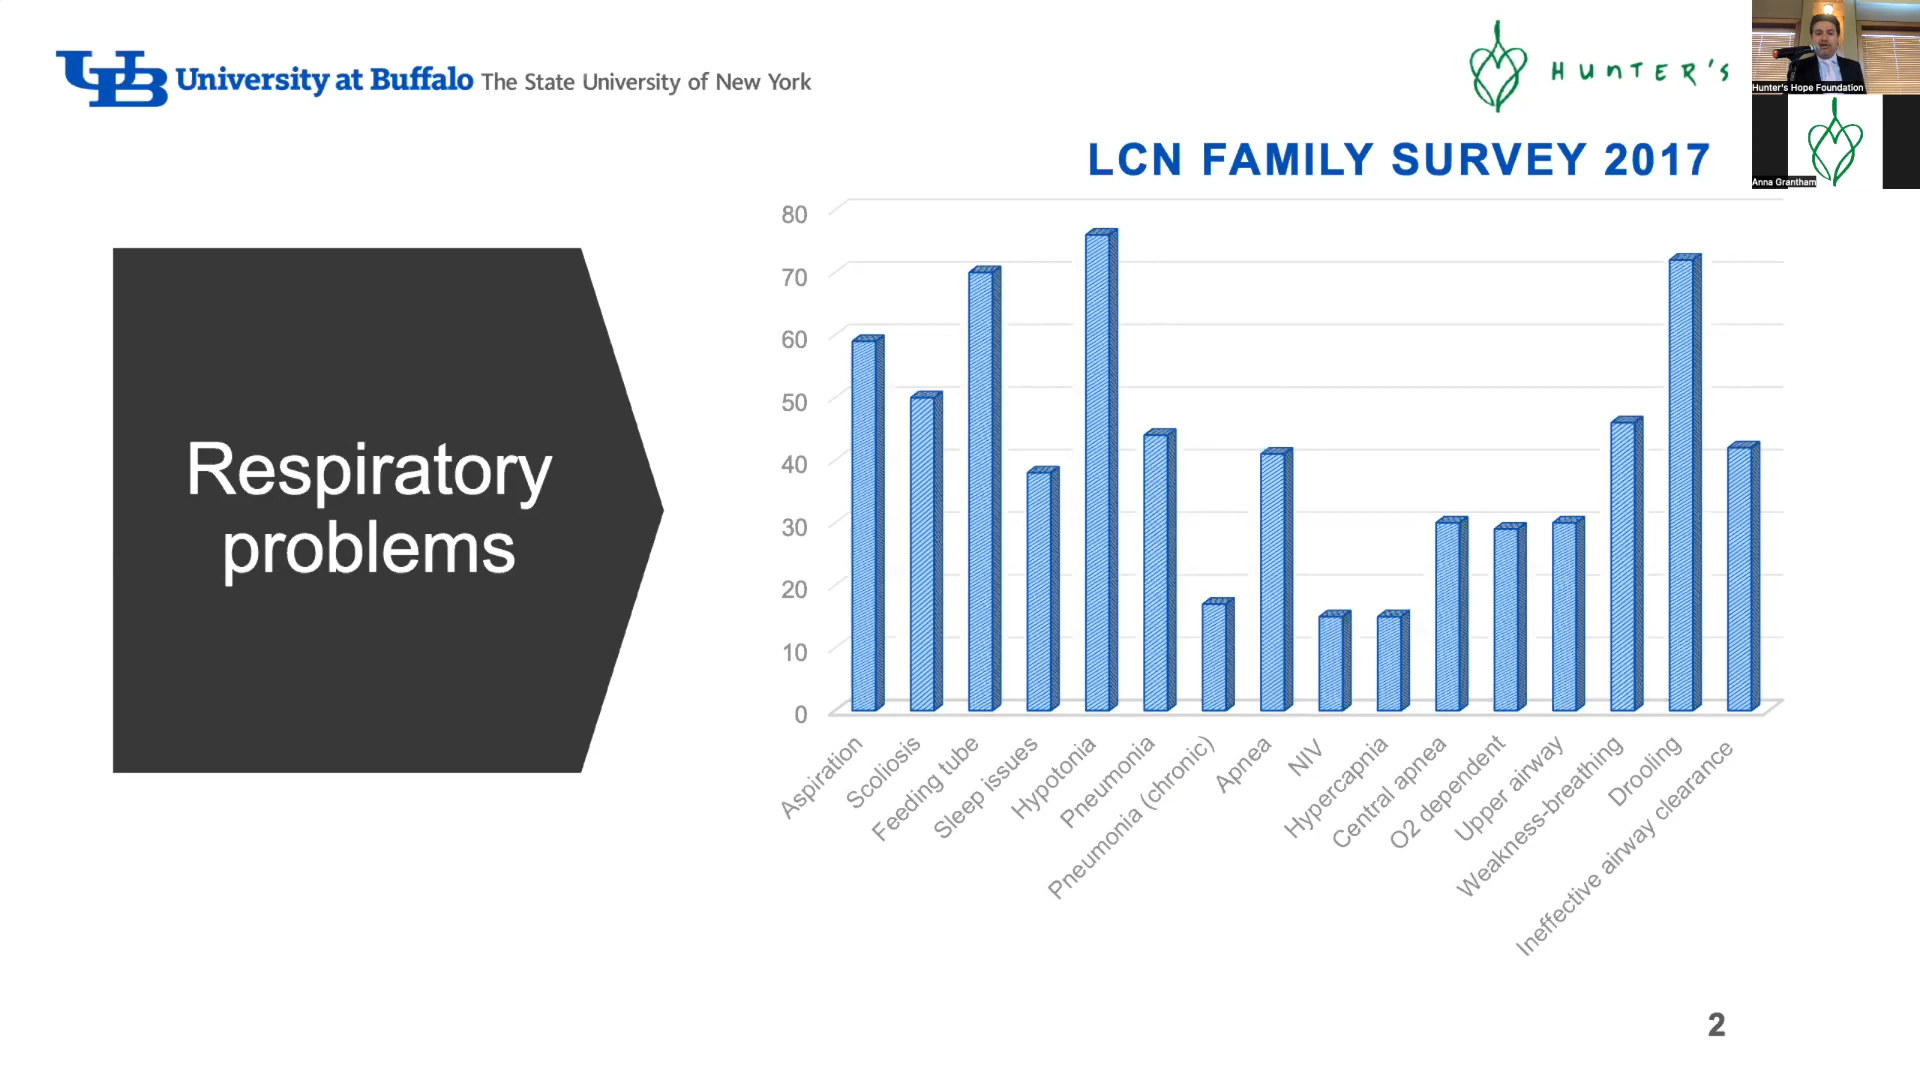 UB University at Buffalo The State University of New York
HUNTER'S
Hunter's Hope Foundation
Anna Grantham
LCN FAMILY SURVEY 2017
Respiratory
problems
80
70
60
50
40
30
20
10
0
Aspiration
Scoliosis
Feeding tube
Sleep issues
Hypotonia
Pneumonia
Pneumonia (chronic)
Apnea
NIV
Hypercapnia
Central apnea
O2 dependent
Upper airway
Weakness-breathing
Drooling
Ineffective airway clearance
2